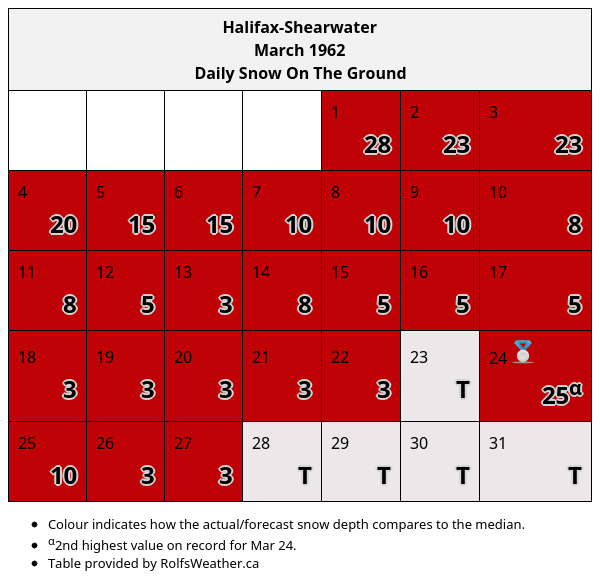 Halifax-Shearwater
March 1962
Daily Snow On The Ground
1 2 3
28 23 23
4 5 6 7 8 9 10
20 15 15 10 10 10 8
11 12 13 14 15 16 17
8 5 3 8 5 5 5
18 19 20 21 22 23 24
3 3 3 3 3 T 25α
25 26 27 28 29 30 31
10 3 3 T T T T
Colour indicates how the actual/forecast snow depth compares to the median.
α2nd highest value on record for Mar 24.
Table provided by RolfsWeather.ca